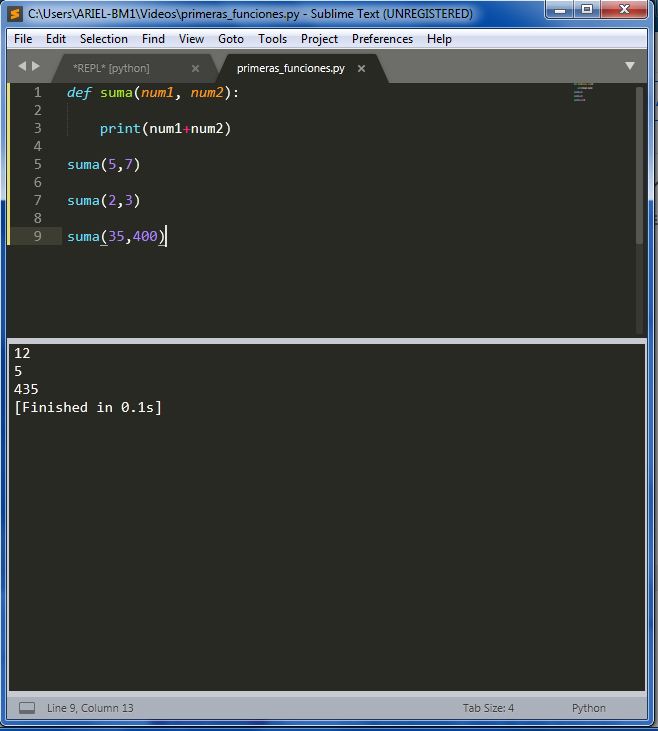 C:\Users\ARIEL-BM1\Videos\primeras_funciones.py - Sublime Text (UNREGISTERED)
File Edit Selection Find View Goto Tools Project Preferences Help
*REPL* [python] × primeras_funciones.py ×
1 def suma(num1, num2):
2
3 print(num1+num2)
4
5 suma(5,7)
6
7 suma(2,3)
8
9 suma(35,400)
12
5
435
[Finished in 0.1s]
Line 9, Column 13 Tab Size: 4 Python